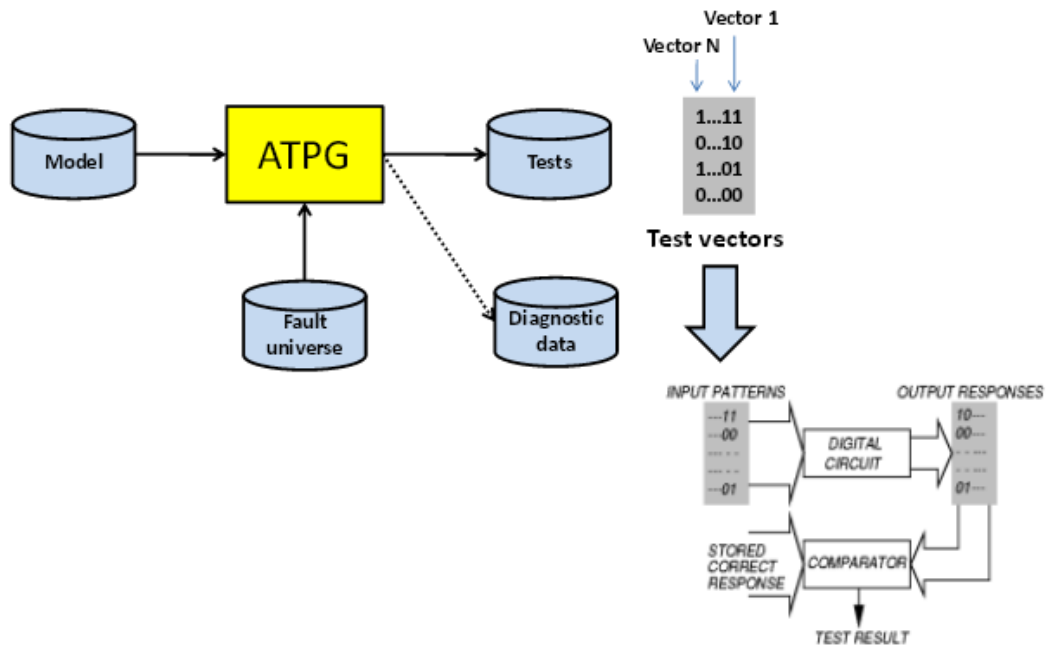 Vector 1
Vector N
Model
ATPG
Tests
1...11
0...10
1...01
0...00
Test vectors
Fault
universe
Diagnostic
data
INPUT PATTERNS
OUTPUT RESPONSES
---11
---00
--- - -
--- - -
---01
DIGITAL
CIRCUIT
10---
00---
- - ---
- - ---
01---
STORED
CORRECT
RESPONSE
COMPARATOR
TEST RESULT